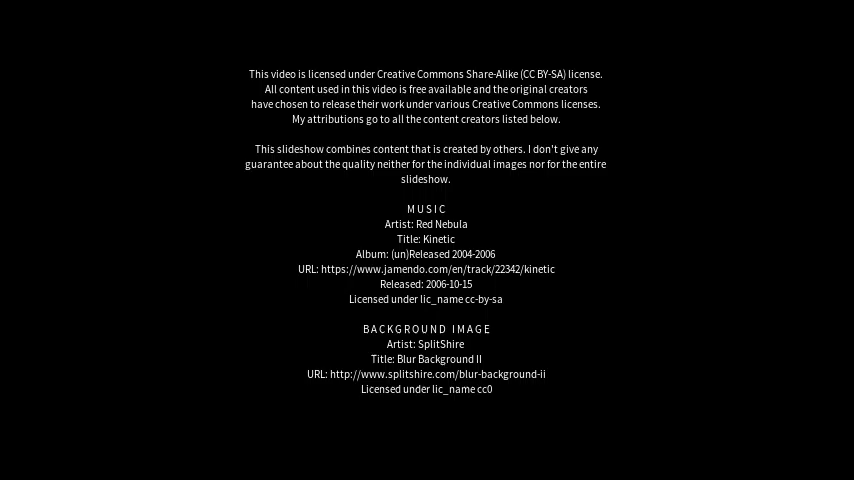 This video is licensed under Creative Commons Share-Alike (CC BY-SA) license.
All content used in this video is free available and the original creators
have chosen to release their work under various Creative Commons licenses.
My attributions go to all the content creators listed below.
This slideshow combines content that is created by others. I don't give any
guarantee about the quality neither for the individual images nor for the entire
slideshow.
MUSIC
Artist: Red Nebula
Title: Kinetic
Album: (un)Released 2004-2006
URL: https://www.jamendo.com/en/track/22342/kinetic
Released: 2006-10-15
Licensed under lic_name cc-by-sa
BACKGROUND IMAGE
Artist: SplitShire
Title: Blur Background II
URL: http://www.splitshire.com/blur-background-ii
Licensed under lic_name cc0